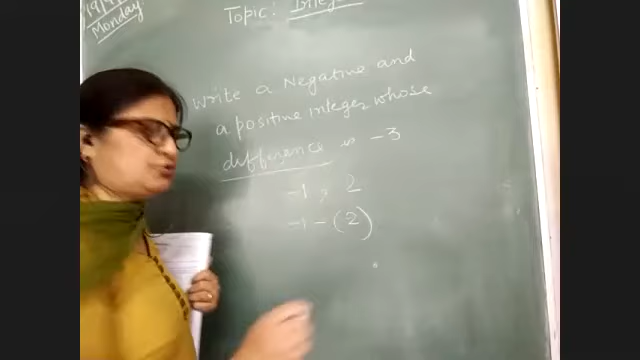 Monday
Topic:
Write a Negative and
a positive integer whose
difference is -3
-1, 2
-1 - (2)